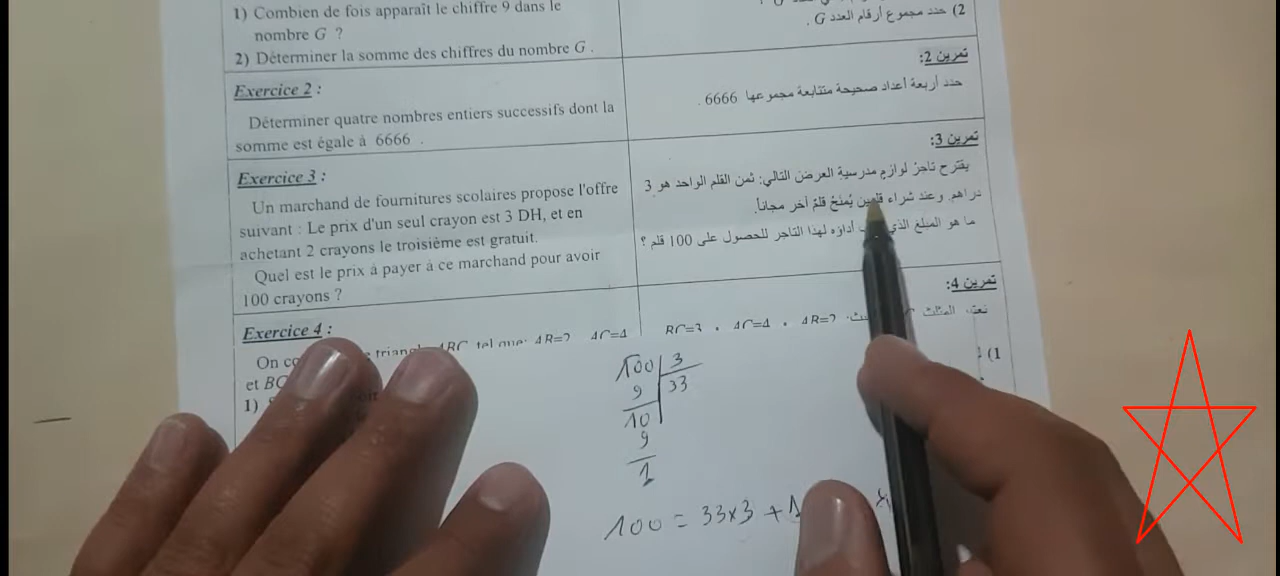 1) Combien de fois apparaît le chiffre 9 dans le
nombre G ?
2) Déterminer la somme des chiffres du nombre G .
Exercice 2 :
Déterminer quatre nombres entiers successifs dont la
somme est égale à 6666 .
Exercice 3 :
Un marchand de fournitures scolaires propose l'offre
suivant : Le prix d'un seul crayon est 3 DH, et en
achetant 2 crayons le troisième est gratuit.
Quel est le prix à payer à ce marchand pour avoir
100 crayons ?
Exercice 4 :
On
et BC
1)
2) حدد مجموع أرقام العدد G .
تمرين 2:
حدد أربعة أعداد صحيحة متتابعة مجموعها 6666 .
تمرين 3:
يقترح تاجرُ لوازمٍ مدرسيةٍ العرضَ التالي: ثمن القلم الواحد هو 3
دراهم. وعند شراء قلمين يُمنَحُ قلمٌ آخر مجاناً.
ما هو المبلغ الذي أداؤه لهذا التاجر للحصول على 100 قلم ؟
تمرين 4:
المثلث
BC=3 ، AC=4 ، AB=2
(1
100 3
9 33
10
9
1
100 = 33x3 + 1